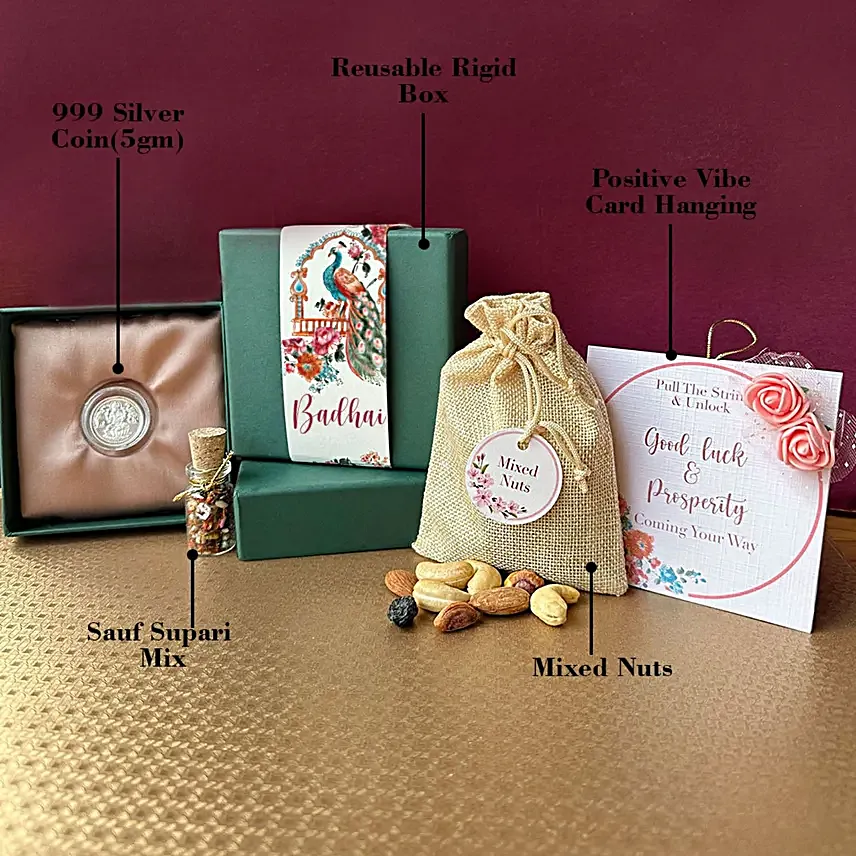 Reusable Rigid
Box
999 Silver
Coin(5gm)
Positive Vibe
Card Hanging
Badhai
Mixed
Nuts
Pull The Strin
& Unlock
Good luck
&
Prosperity
Coming Your Way
Sauf Supari
Mix
Mixed Nuts